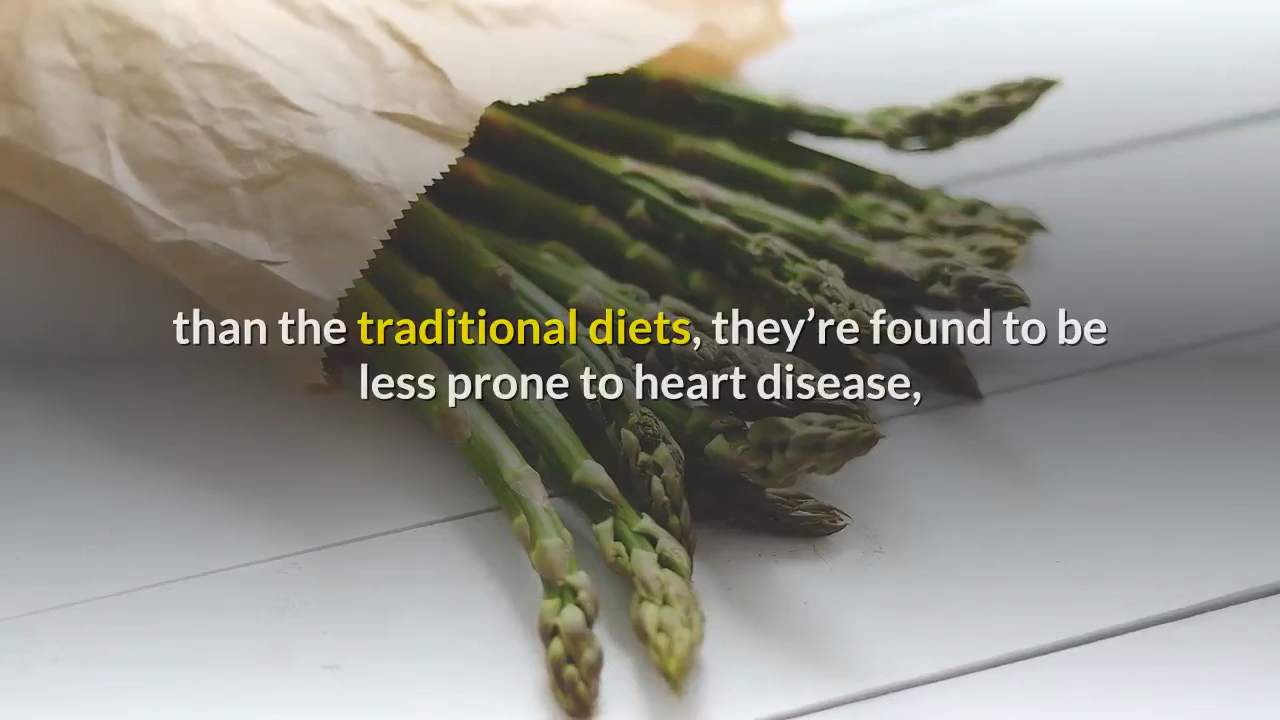 than the traditional diets, they’re found to be
less prone to heart disease,